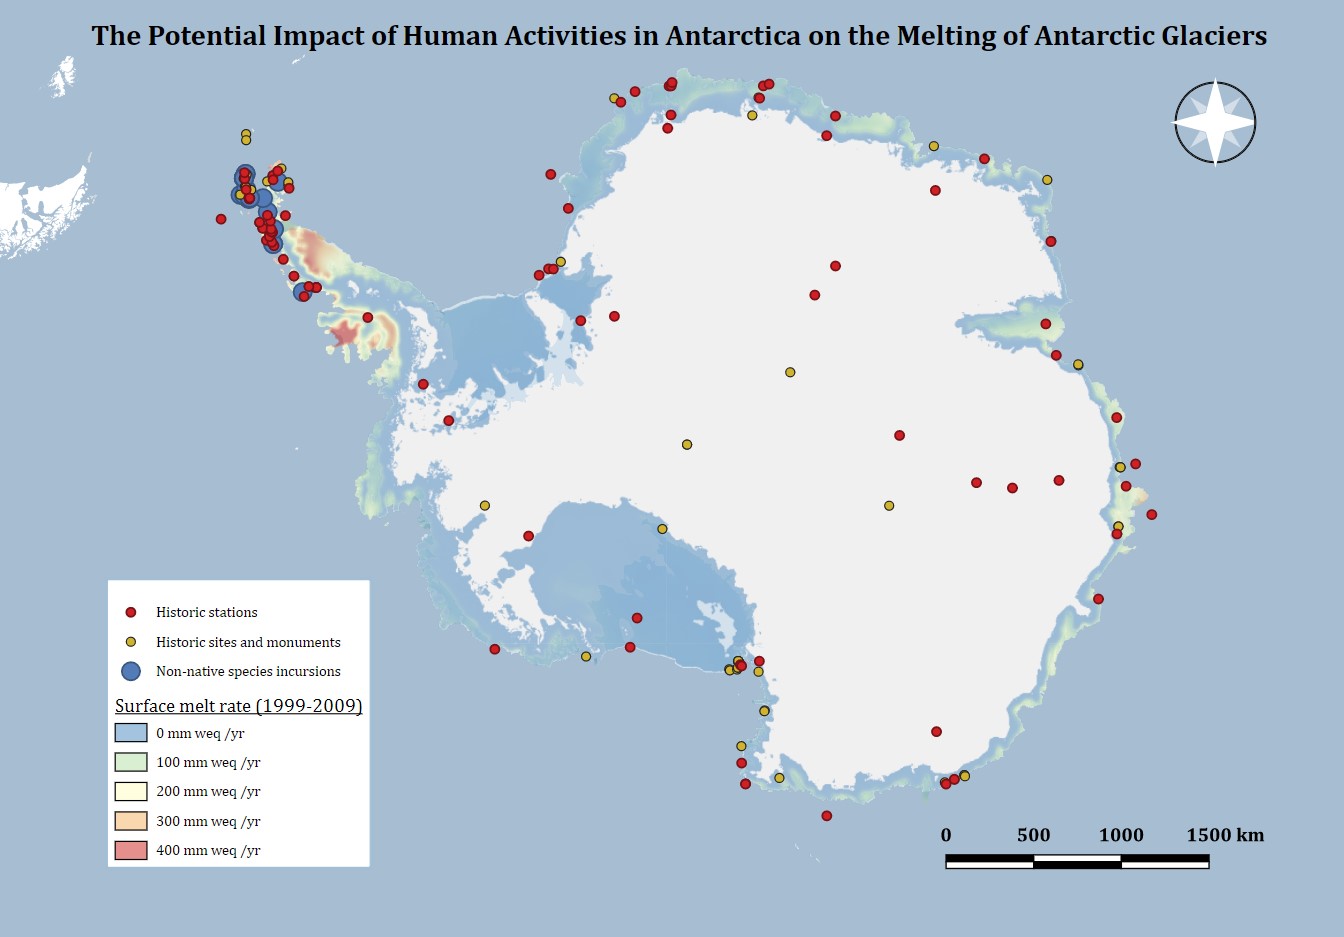 The Potential Impact of Human Activities in Antarctica on the Melting of Antarctic Glaciers
Historic stations
Historic sites and monuments
Non-native species incursions
Surface melt rate (1999-2009)
0 mm weq /yr
100 mm weq /yr
200 mm weq /yr
300 mm weq /yr
400 mm weq /yr
0 500 1000 1500 km